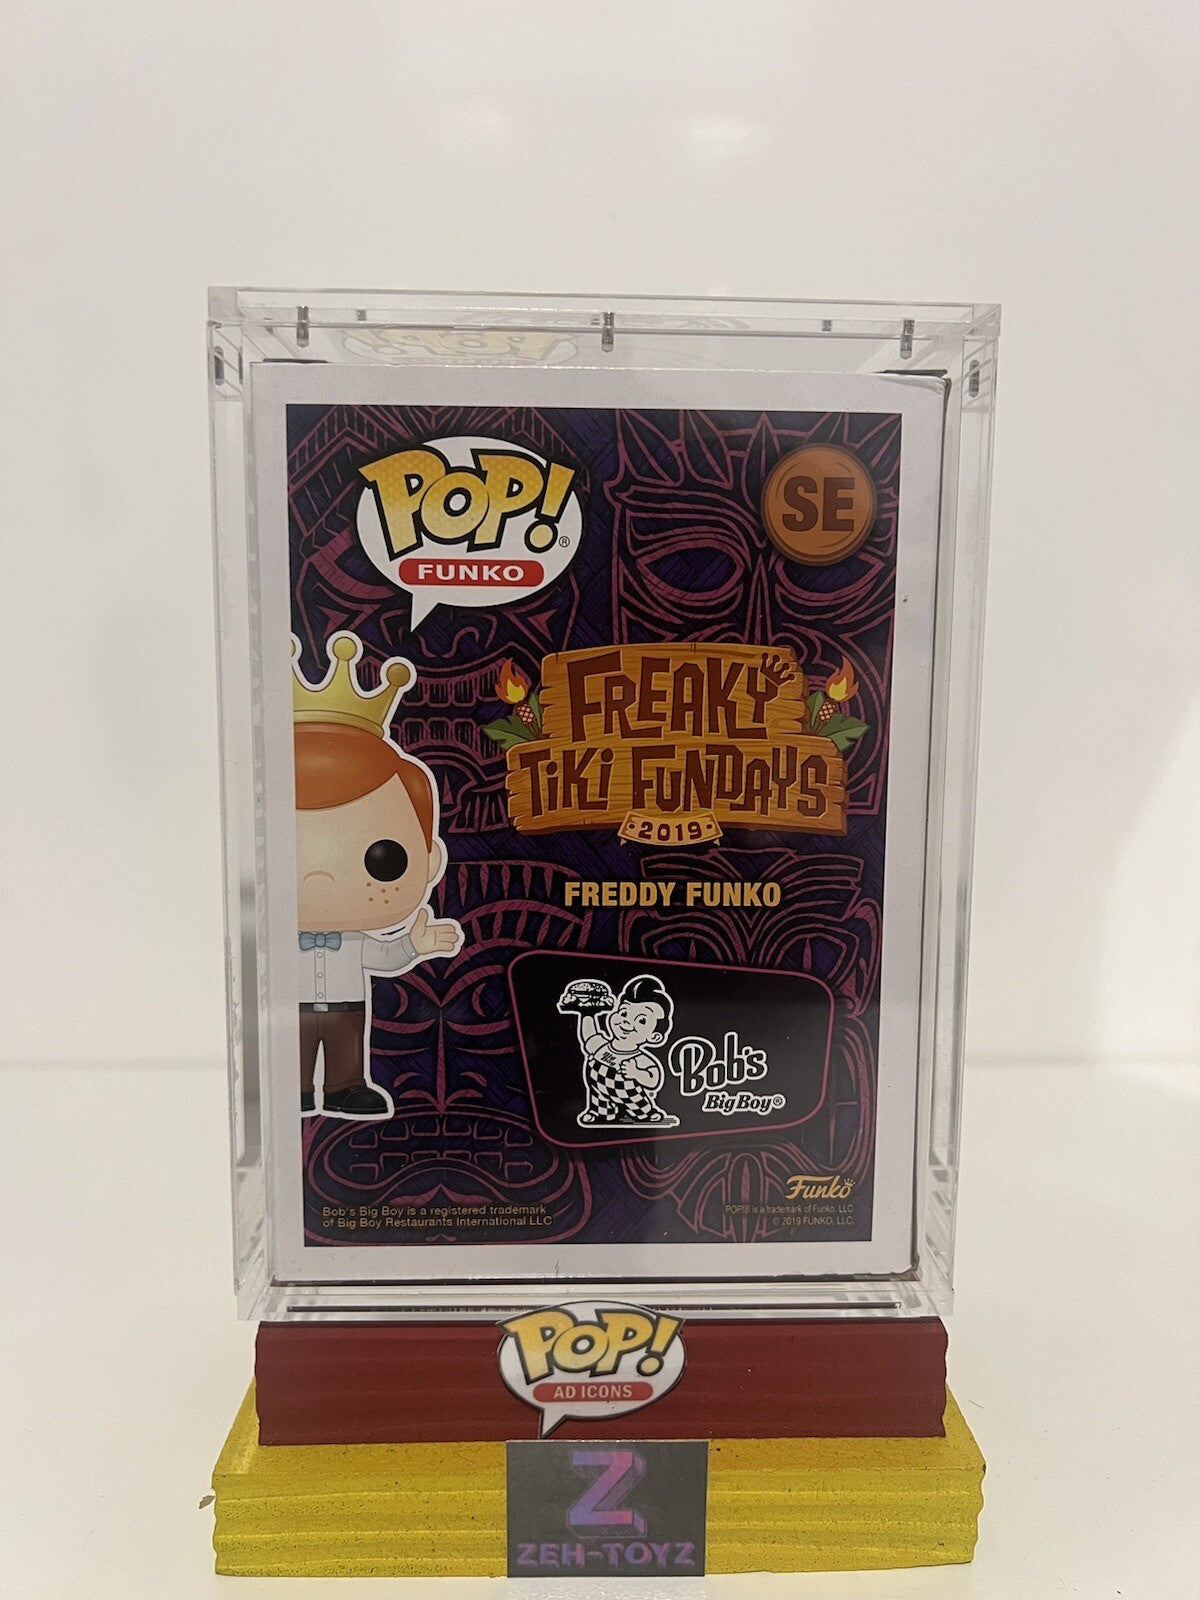 POP!®
FUNKO
SE
FREAKY
TIKI FUNDAYS
•2019•
FREDDY FUNKO
Bob's
Big Boy®
Funko
Bob's Big Boy is a registered trademark
of Big Boy Restaurants International LLC
POP!® is a trademark of Funko, LLC
© 2019 FUNKO, LLC.
POP!
AD ICONS
Z
ZEH-TOYZ